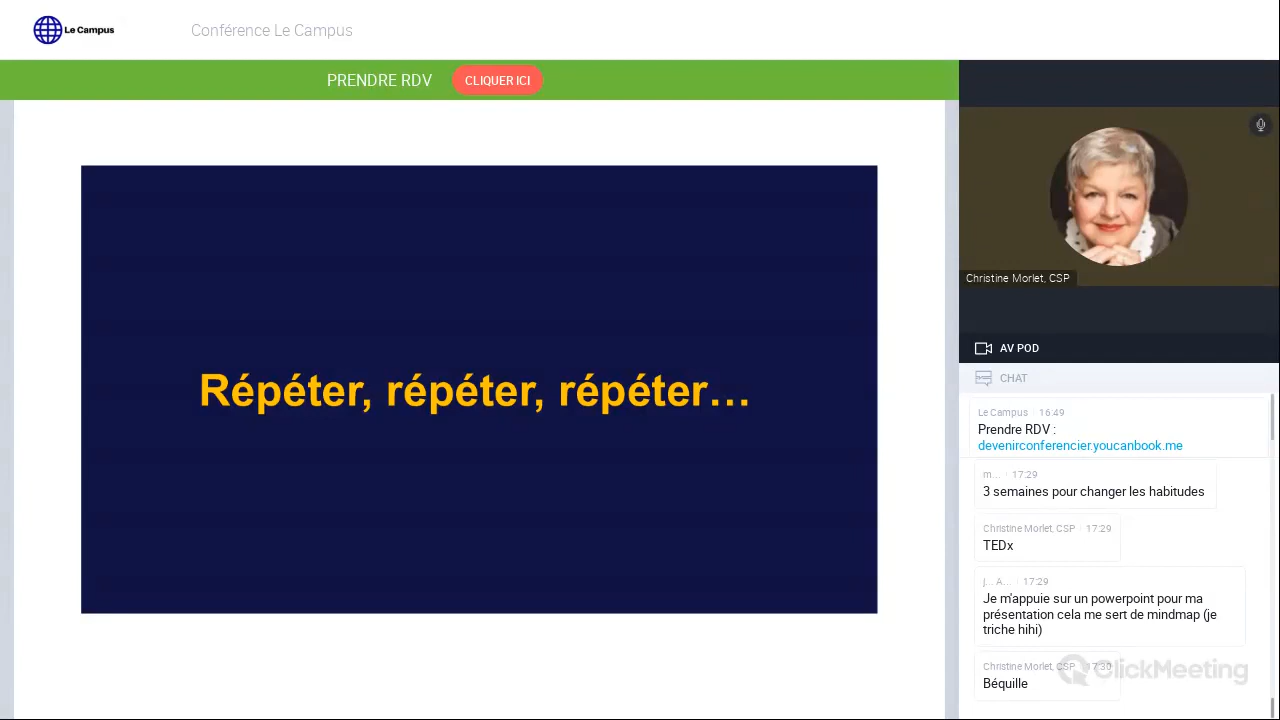 Le Campus
Conférence Le Campus
PRENDRE RDV
CLIQUER ICI
Répéter, répéter, répéter...
Christine Morlet, CSP
AV POD
CHAT
Le Campus 16:49
Prendre RDV :
devenirconferencier.youcanbook.me
m... 17:29
3 semaines pour changer les habitudes
Christine Morlet, CSP 17:29
TEDx
J... A... 17:29
Je m'appuie sur un powerpoint pour ma
présentation cela me sert de mindmap (je
triche hihi)
Christine Morlet, CSP 17:30
Béquille
ClickMeeting